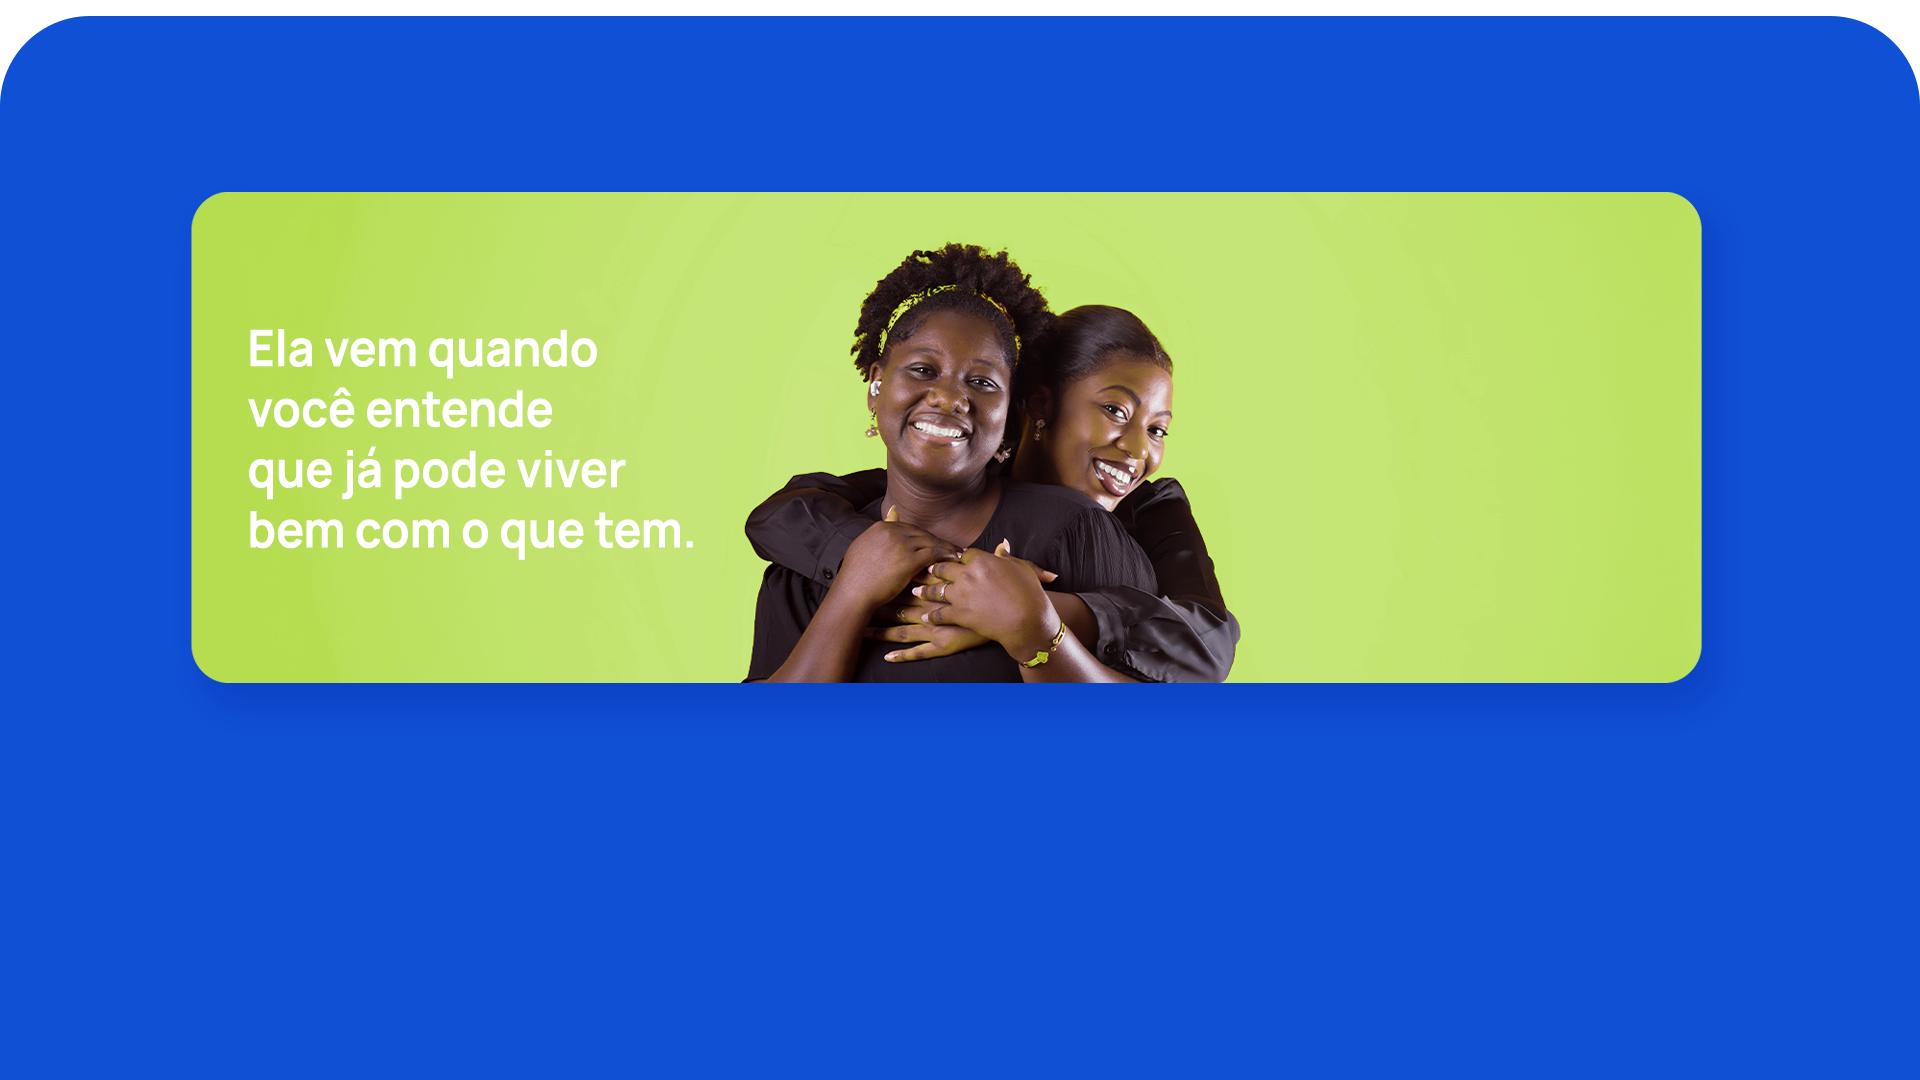 Ela vem quando
você entende
que já pode viver
bem com o que tem.